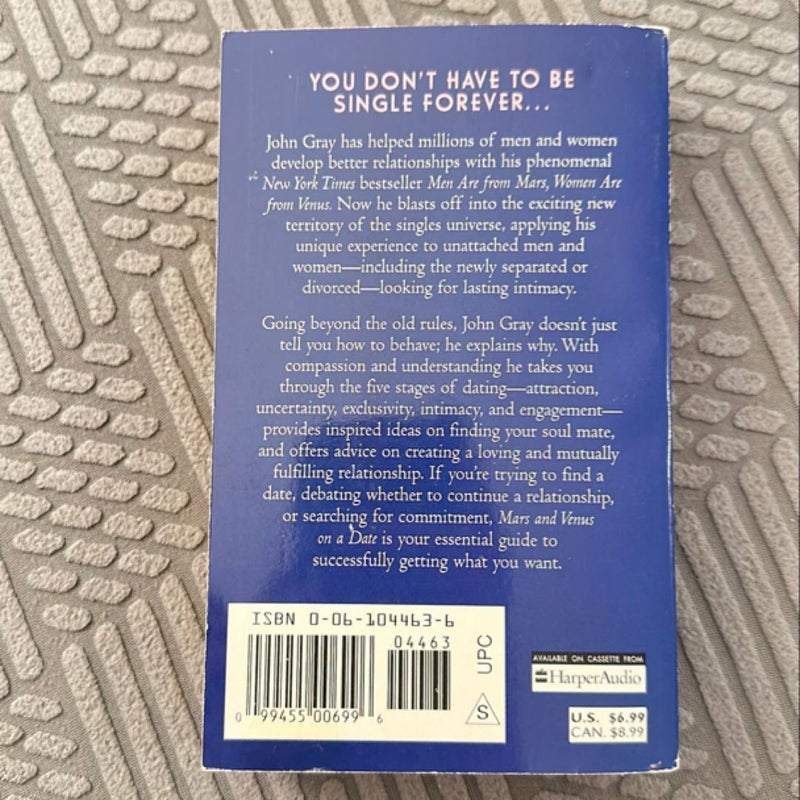 YOU DON'T HAVE TO BE
SINGLE FOREVER...
John Gray has helped millions of men and women
develop better relationships with his phenomenal
New York Times bestseller Men Are from Mars, Women Are
from Venus. Now he blasts off into the exciting new
territory of the singles universe, applying his
unique experience to unattached men and
women—including the newly separated or
divorced—looking for lasting intimacy.
Going beyond the old rules, John Gray doesn't just
tell you how to behave; he explains why. With
compassion and understanding he takes you
through the five stages of dating—attraction,
uncertainty, exclusivity, intimacy, and engagement—
provides inspired ideas on finding your soul mate,
and offers advice on creating a loving and mutually
fulfilling relationship. If you're trying to find a
date, debating whether to continue a relationship,
or searching for commitment, Mars and Venus
on a Date is your essential guide to
successfully getting what you want.
ISBN 0-06-104463-6
04463
UPC
0 99455 00699 6
S
AVAILABLE ON CASSETTE FROM
HarperAudio
U.S. $6.99
CAN. $8.99